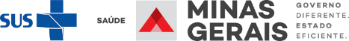 SUS
SAÚDE
MINAS
GERAIS
GOVERNO
DIFERENTE.
ESTADO
EFICIENTE.